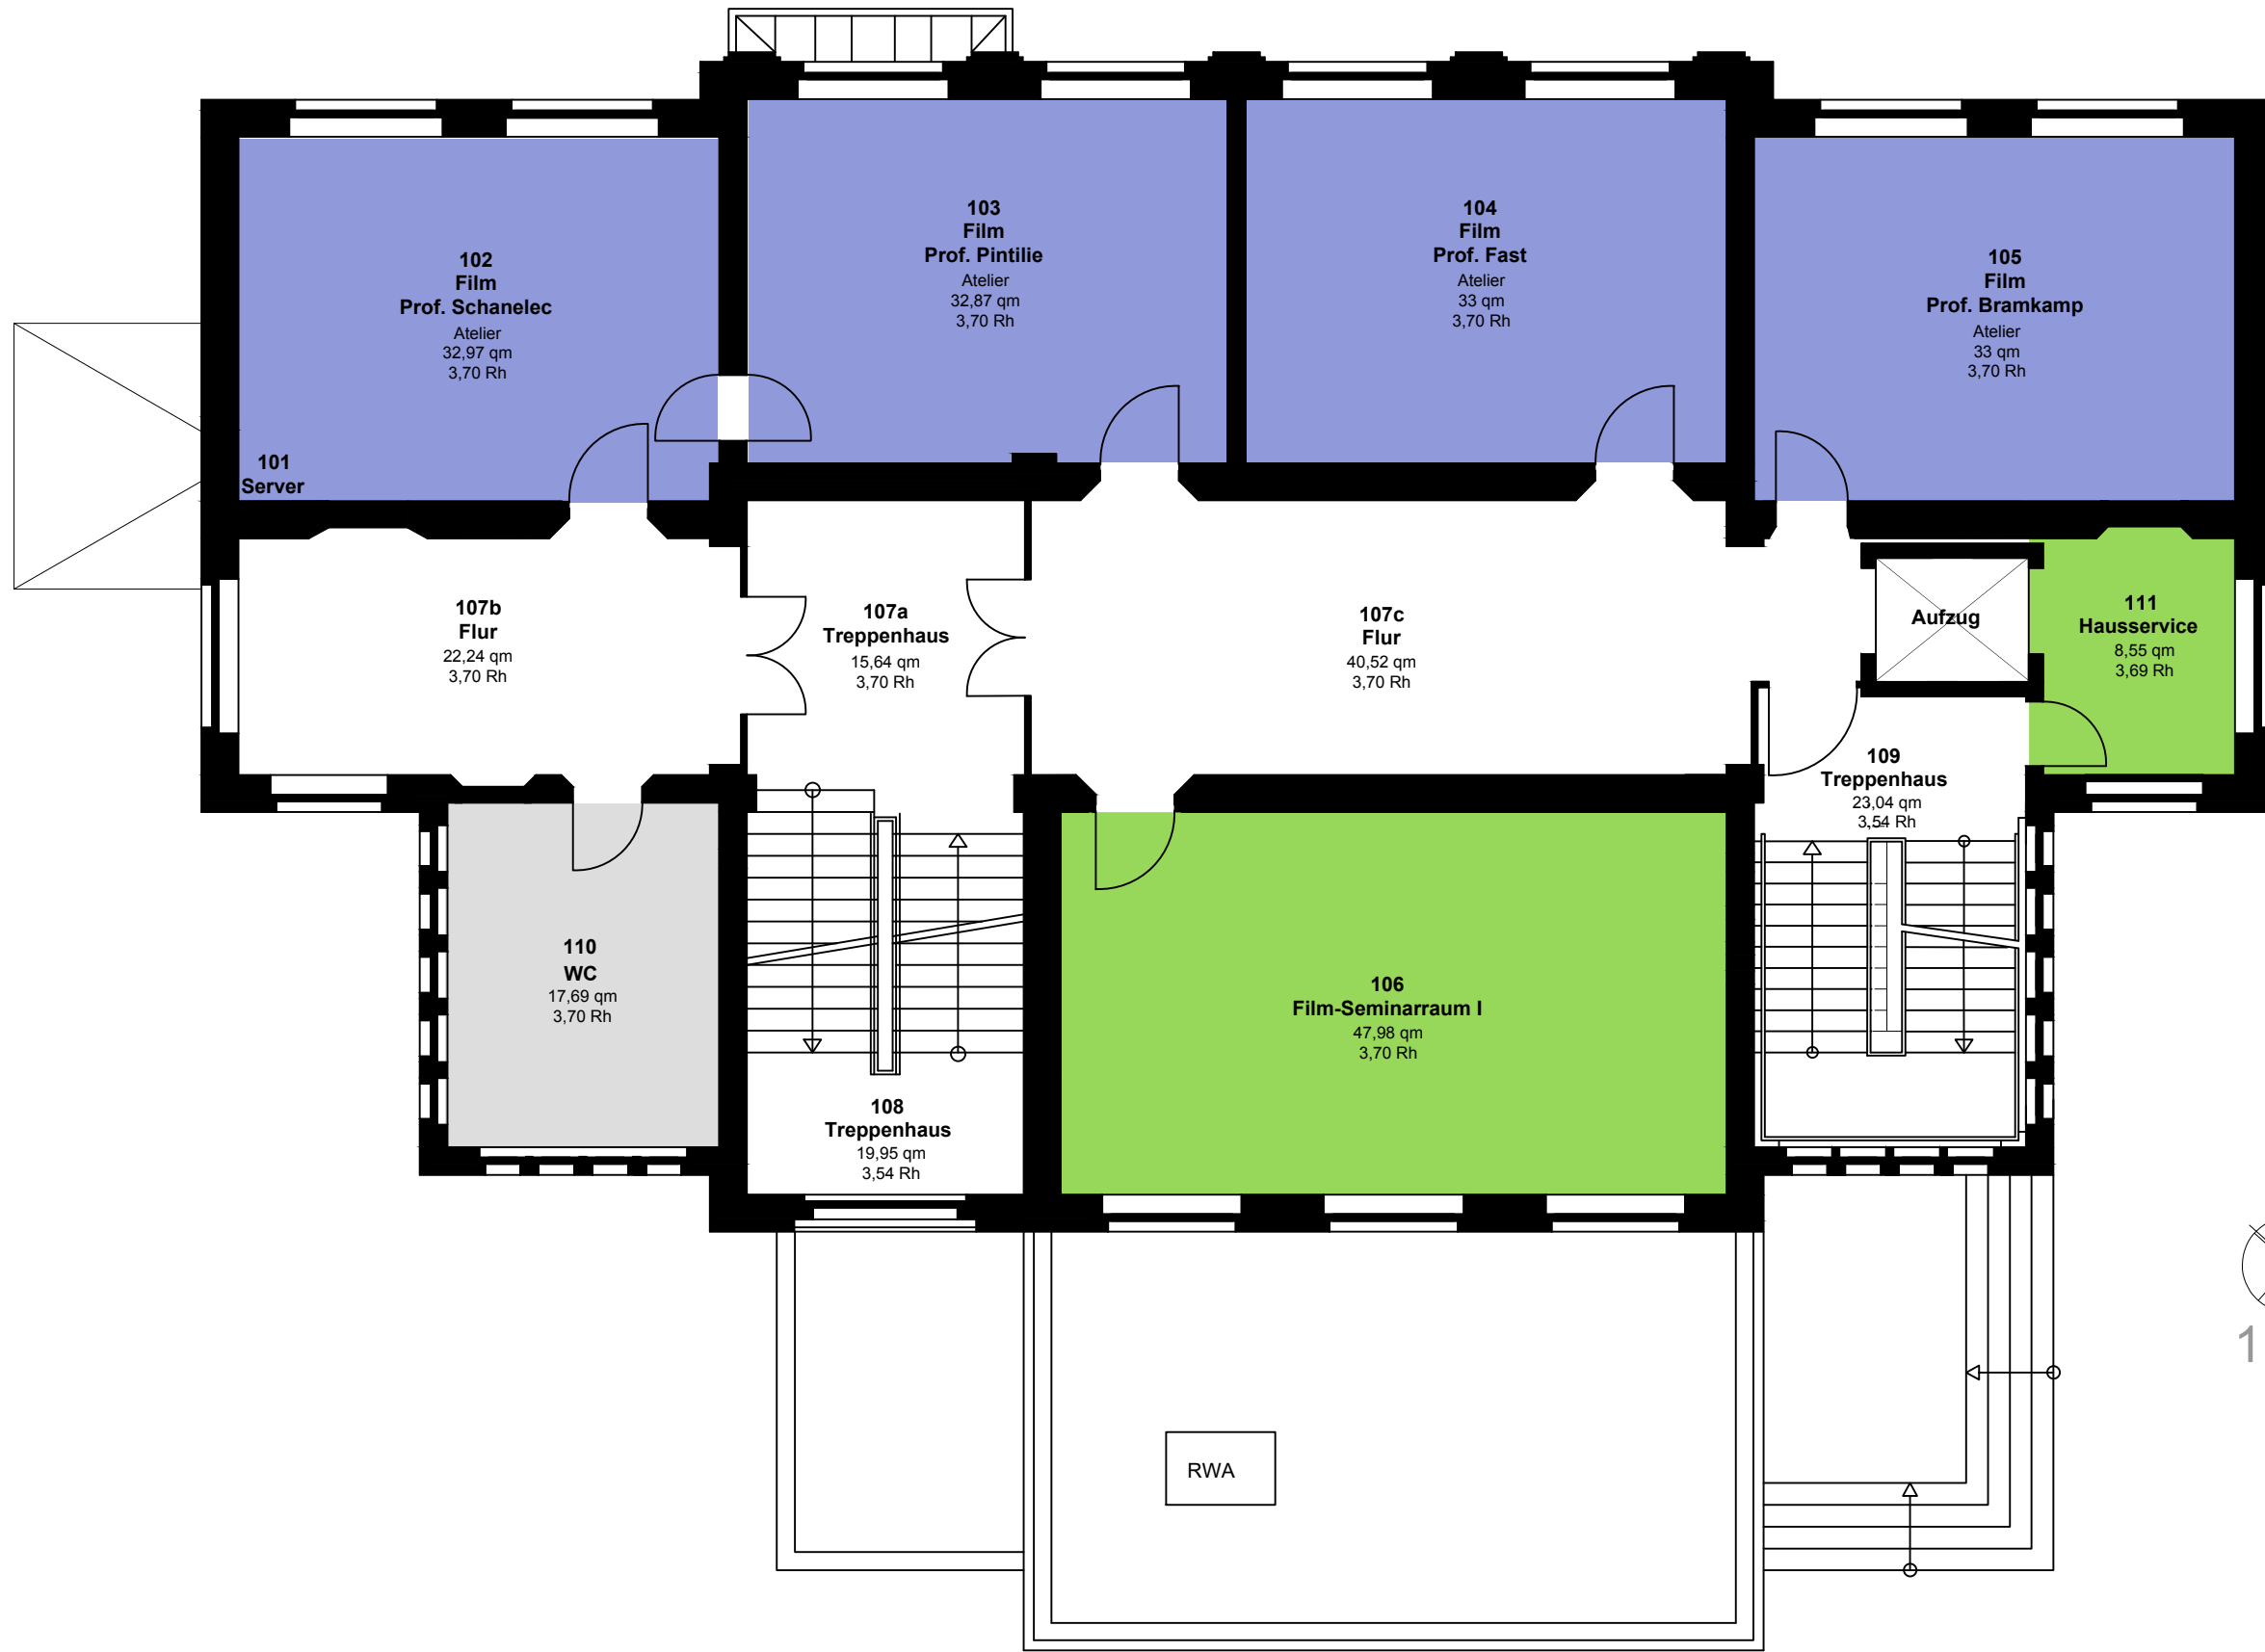 102
Film
Prof. Schanelec
Atelier
32,97 qm
3,70 Rh
103
Film
Prof. Pintilie
Atelier
32,87 qm
3,70 Rh
104
Film
Prof. Fast
Atelier
33 qm
3,70 Rh
105
Film
Prof. Bramkamp
Atelier
33 qm
3,70 Rh
101
Server
107b
Flur
22,24 qm
3,70 Rh
107a
Treppenhaus
15,64 qm
3,70 Rh
107c
Flur
40,52 qm
3,70 Rh
Aufzug
111
Hausservice
8,55 qm
3,69 Rh
109
Treppenhaus
23,04 qm
3,54 Rh
110
WC
17,69 qm
3,70 Rh
108
Treppenhaus
19,95 qm
3,54 Rh
106
Film-Seminarraum I
47,98 qm
3,70 Rh
1
RWA